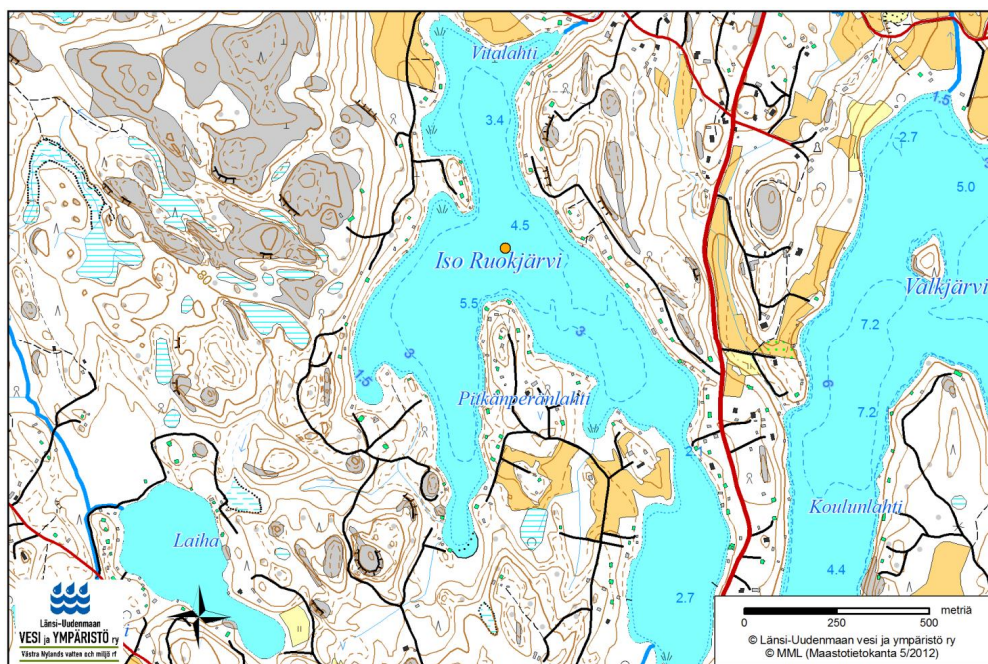 Vitalahti
1.5
3.4
2.7
5.0
4.5
Iso Ruokjärvi
80
Valkjärvi
5.5
3
7.2
3
1.5
6
Pitkänperänlahti
7.2
Koulunlahti
Laiha
4.4
2.7
Länsi-Uudenmaan
VESI ja YMPÄRISTÖ ry
Västra Nylands vatten och miljö rf
0 250 500 metriä
© Länsi-Uudenmaan vesi ja ympäristö ry
© MML (Maastotietokanta 5/2012)